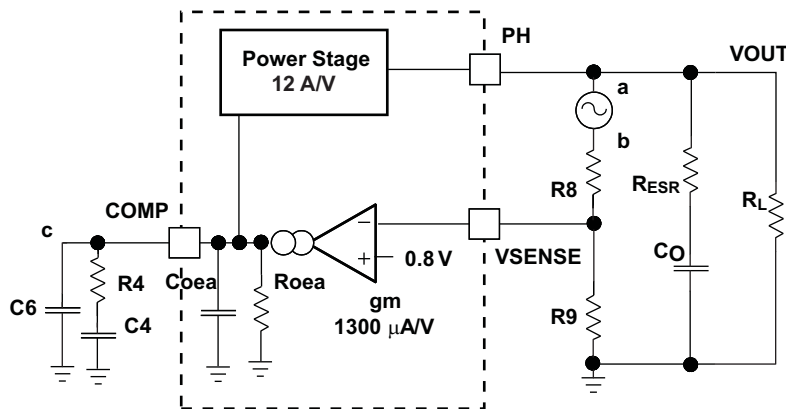 PH
VOUT
Power Stage
12 A/V
a
b
R8
RESR
RL
COMP
c
VSENSE
0.8 V
R4
Coea
Roea
CO
gm
1300 µA/V
C6
C4
R9
−
+